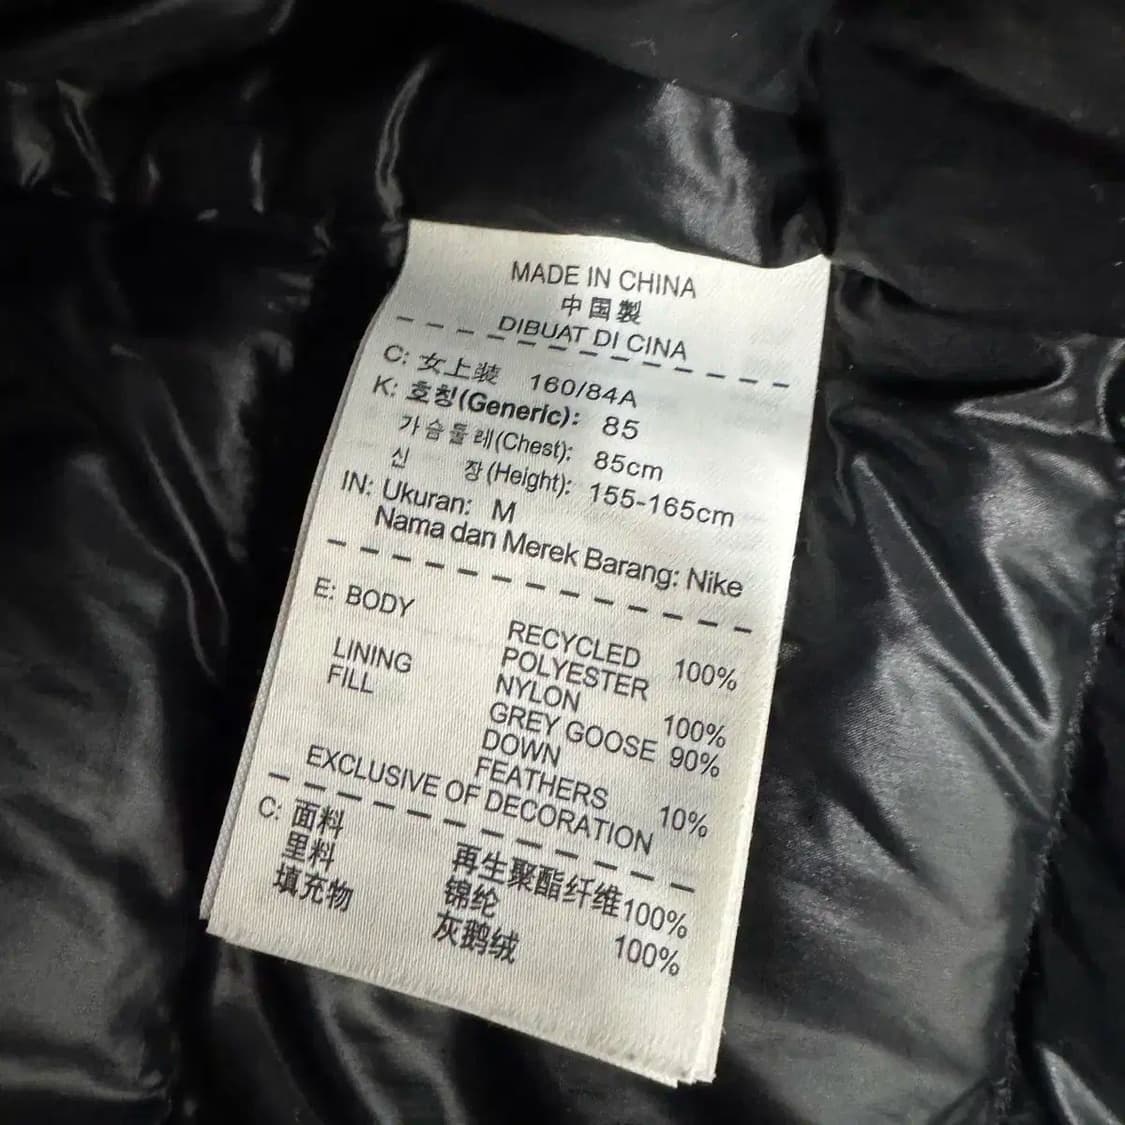 MADE IN CHINA
中国製
DIBUAT DI CINA
C: 女上装 160/84A
K: 호칭(Generic): 85
가슴둘레(Chest): 85cm
신 장(Height): 155-165cm
IN: Ukuran: M
Nama dan Merek Barang: Nike
E: BODY RECYCLED 100%
POLYESTER
LINING NYLON 100%
FILL GREY GOOSE 90%
DOWN
FEATHERS 10%
EXCLUSIVE OF DECORATION
C: 面料 再生聚酯纤维100%
里料 锦纶 100%
填充物 灰鹅绒